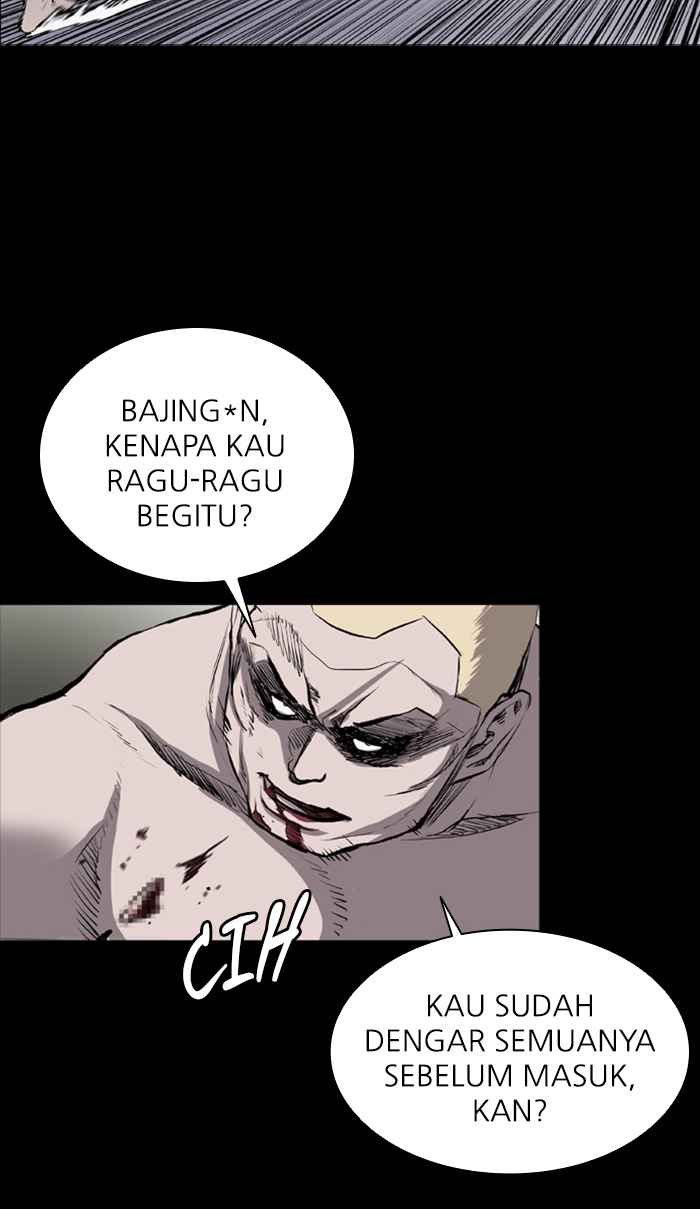 BAJING*N,
KENAPA KAU
RAGU-RAGU
BEGITU?
CIH
KAU SUDAH
DENGAR SEMUANYA
SEBELUM MASUK,
KAN?